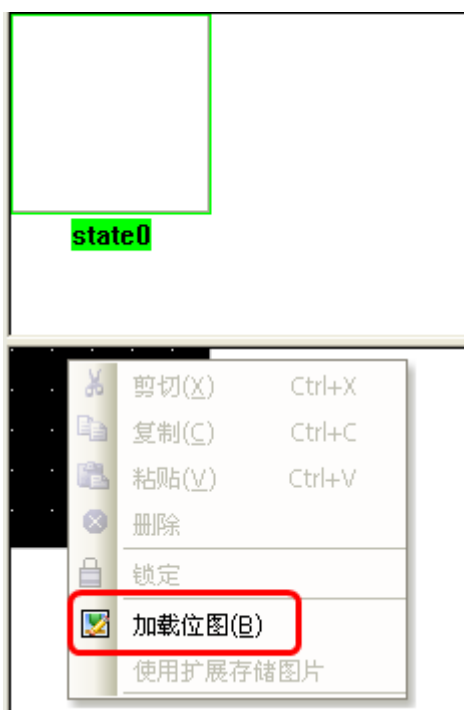 state0
剪切(X) Ctrl+X
复制(C) Ctrl+C
粘贴(V) Ctrl+V
删除
锁定
加载位图(B)
使用扩展存储图片